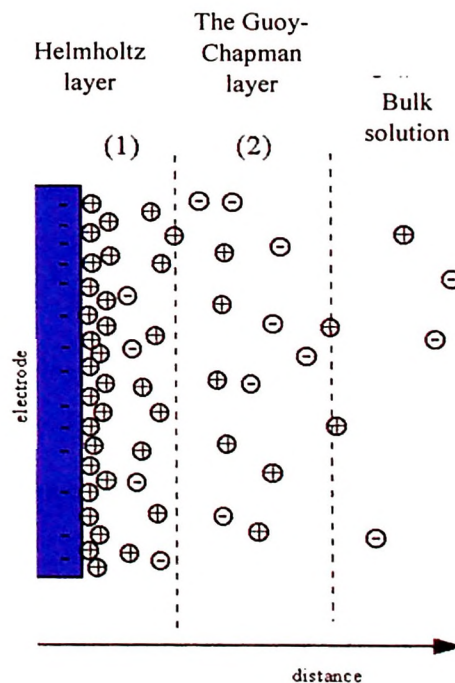 The Guoy-
Chapman
layer
Helmholtz
layer
Bulk
solution
(1)
(2)
electrode
distance